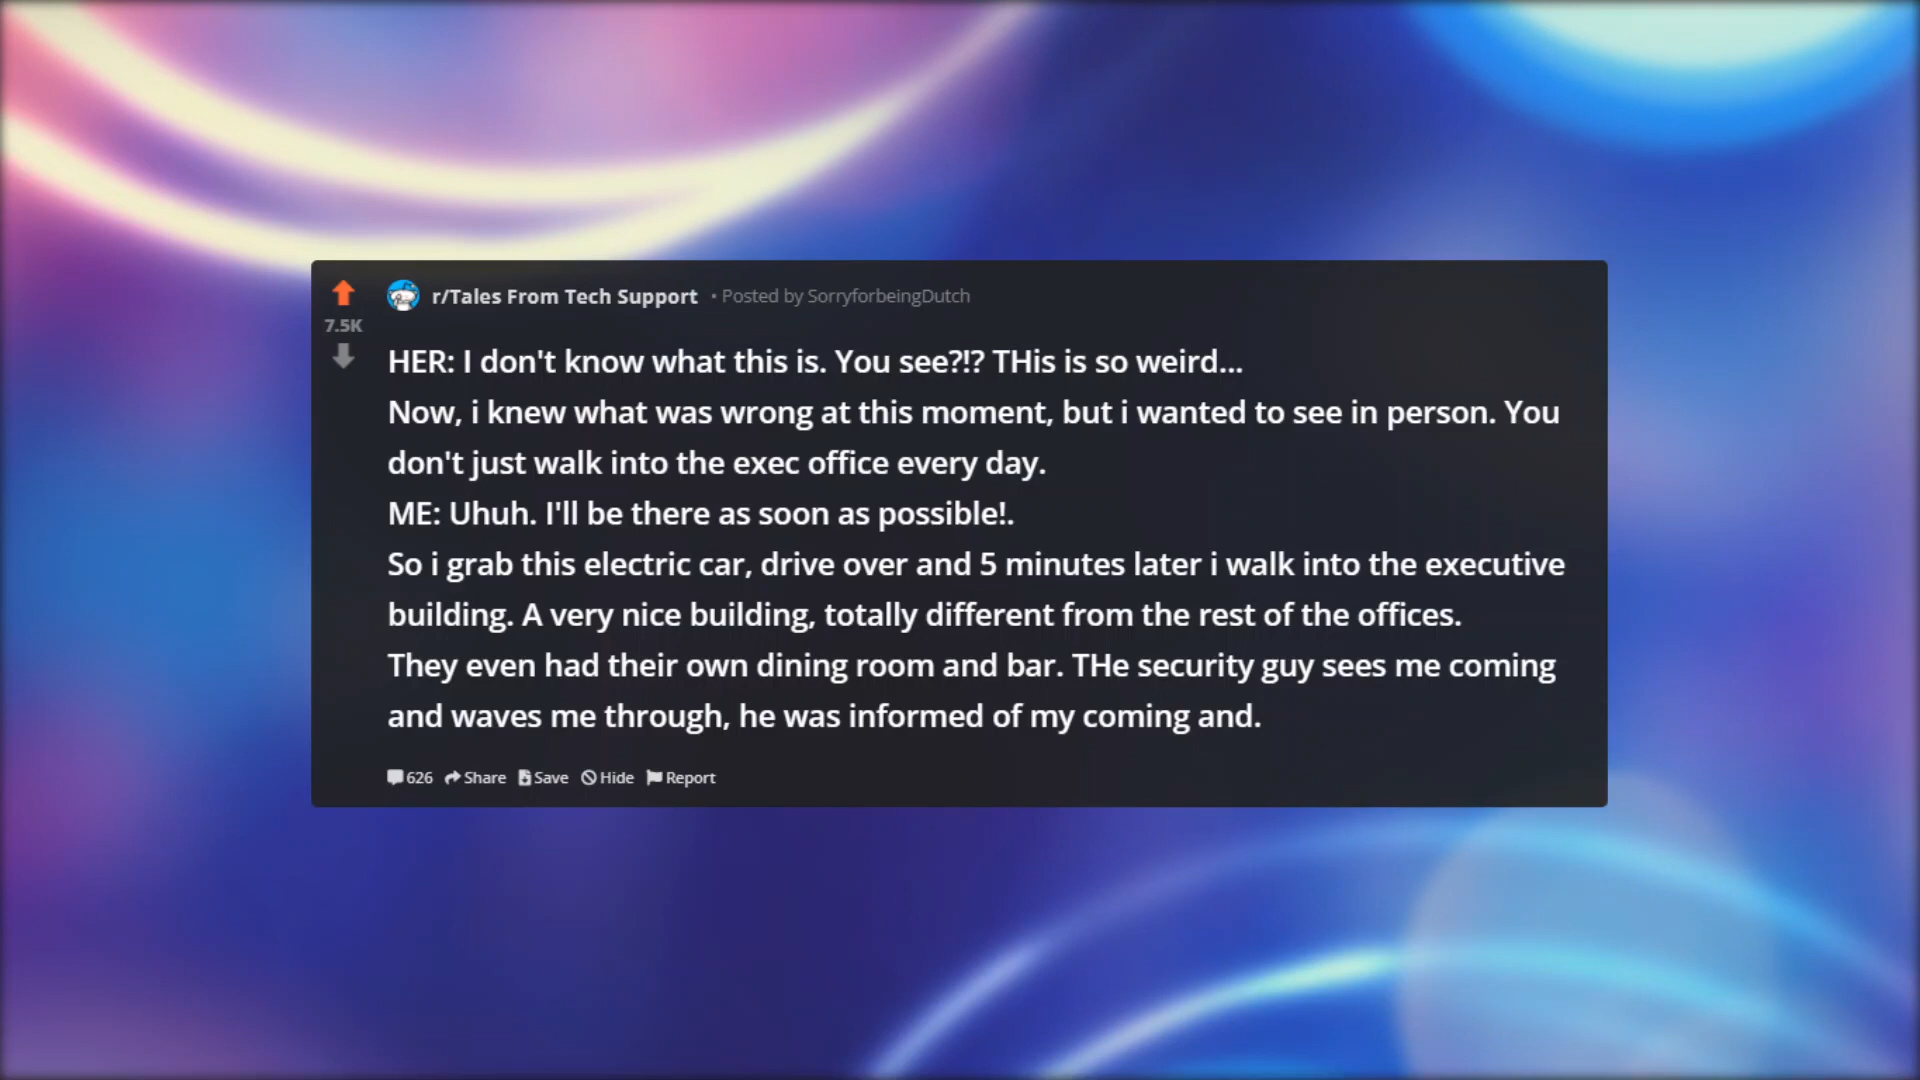 r/Tales From Tech Support • Posted by SorryforbeingDutch
7.5K
HER: I don't know what this is. You see?!? THis is so weird...
Now, i knew what was wrong at this moment, but i wanted to see in person. You
don't just walk into the exec office every day.
ME: Uhuh. I'll be there as soon as possible!.
So i grab this electric car, drive over and 5 minutes later i walk into the executive
building. A very nice building, totally different from the rest of the offices.
They even had their own dining room and bar. THe security guy sees me coming
and waves me through, he was informed of my coming and.
626 Share Save Hide Report